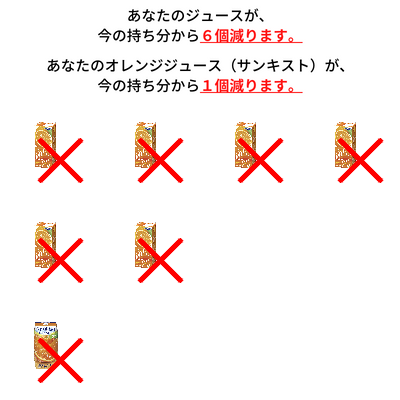 あなたのジュースが、
今の持ち分から６個減ります。
あなたのオレンジジュース（サンキスト）が、
今の持ち分から１個減ります。